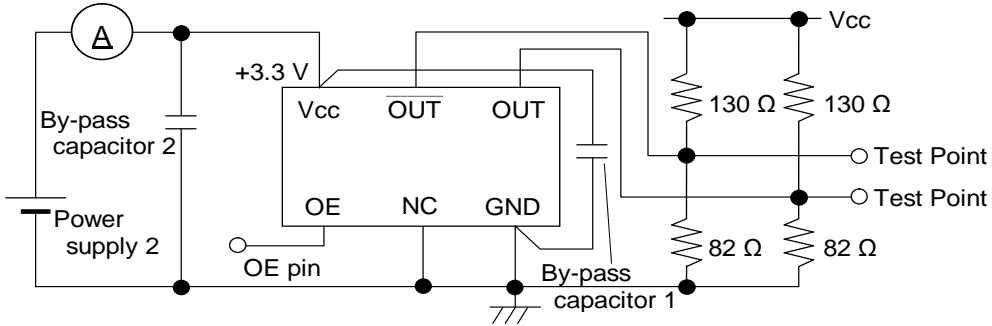 A
Vcc
+3.3 V
Vcc
OUT
OUT
130 Ω
130 Ω
By-pass
capacitor 2
Test Point
Test Point
OE
NC
GND
Power
supply 2
82 Ω
82 Ω
OE pin
By-pass
capacitor 1